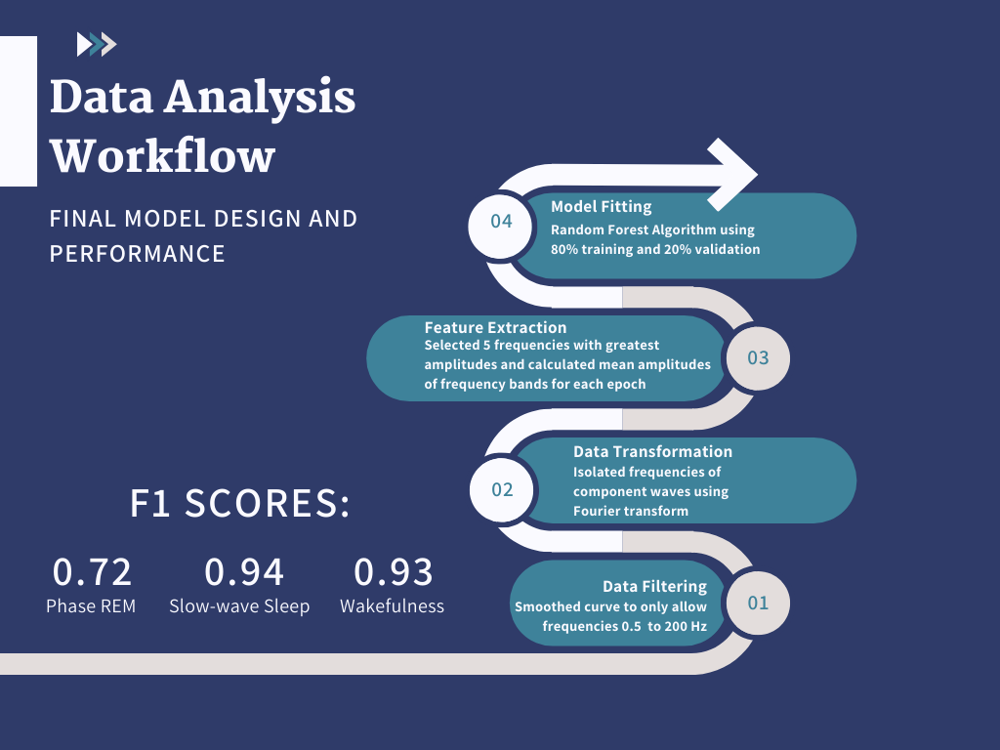 Data Analysis
Workflow
FINAL MODEL DESIGN AND
PERFORMANCE
04
Model Fitting
Random Forest Algorithm using
80% training and 20% validation
Feature Extraction
Selected 5 frequencies with greatest
amplitudes and calculated mean amplitudes
of frequency bands for each epoch
03
02
Data Transformation
Isolated frequencies of
component waves using
Fourier transform
Data Filtering
Smoothed curve to only allow
frequencies 0.5  to 200 Hz
01
F1 SCORES:
0.72
Phase REM
0.94
Slow-wave Sleep
0.93
Wakefulness